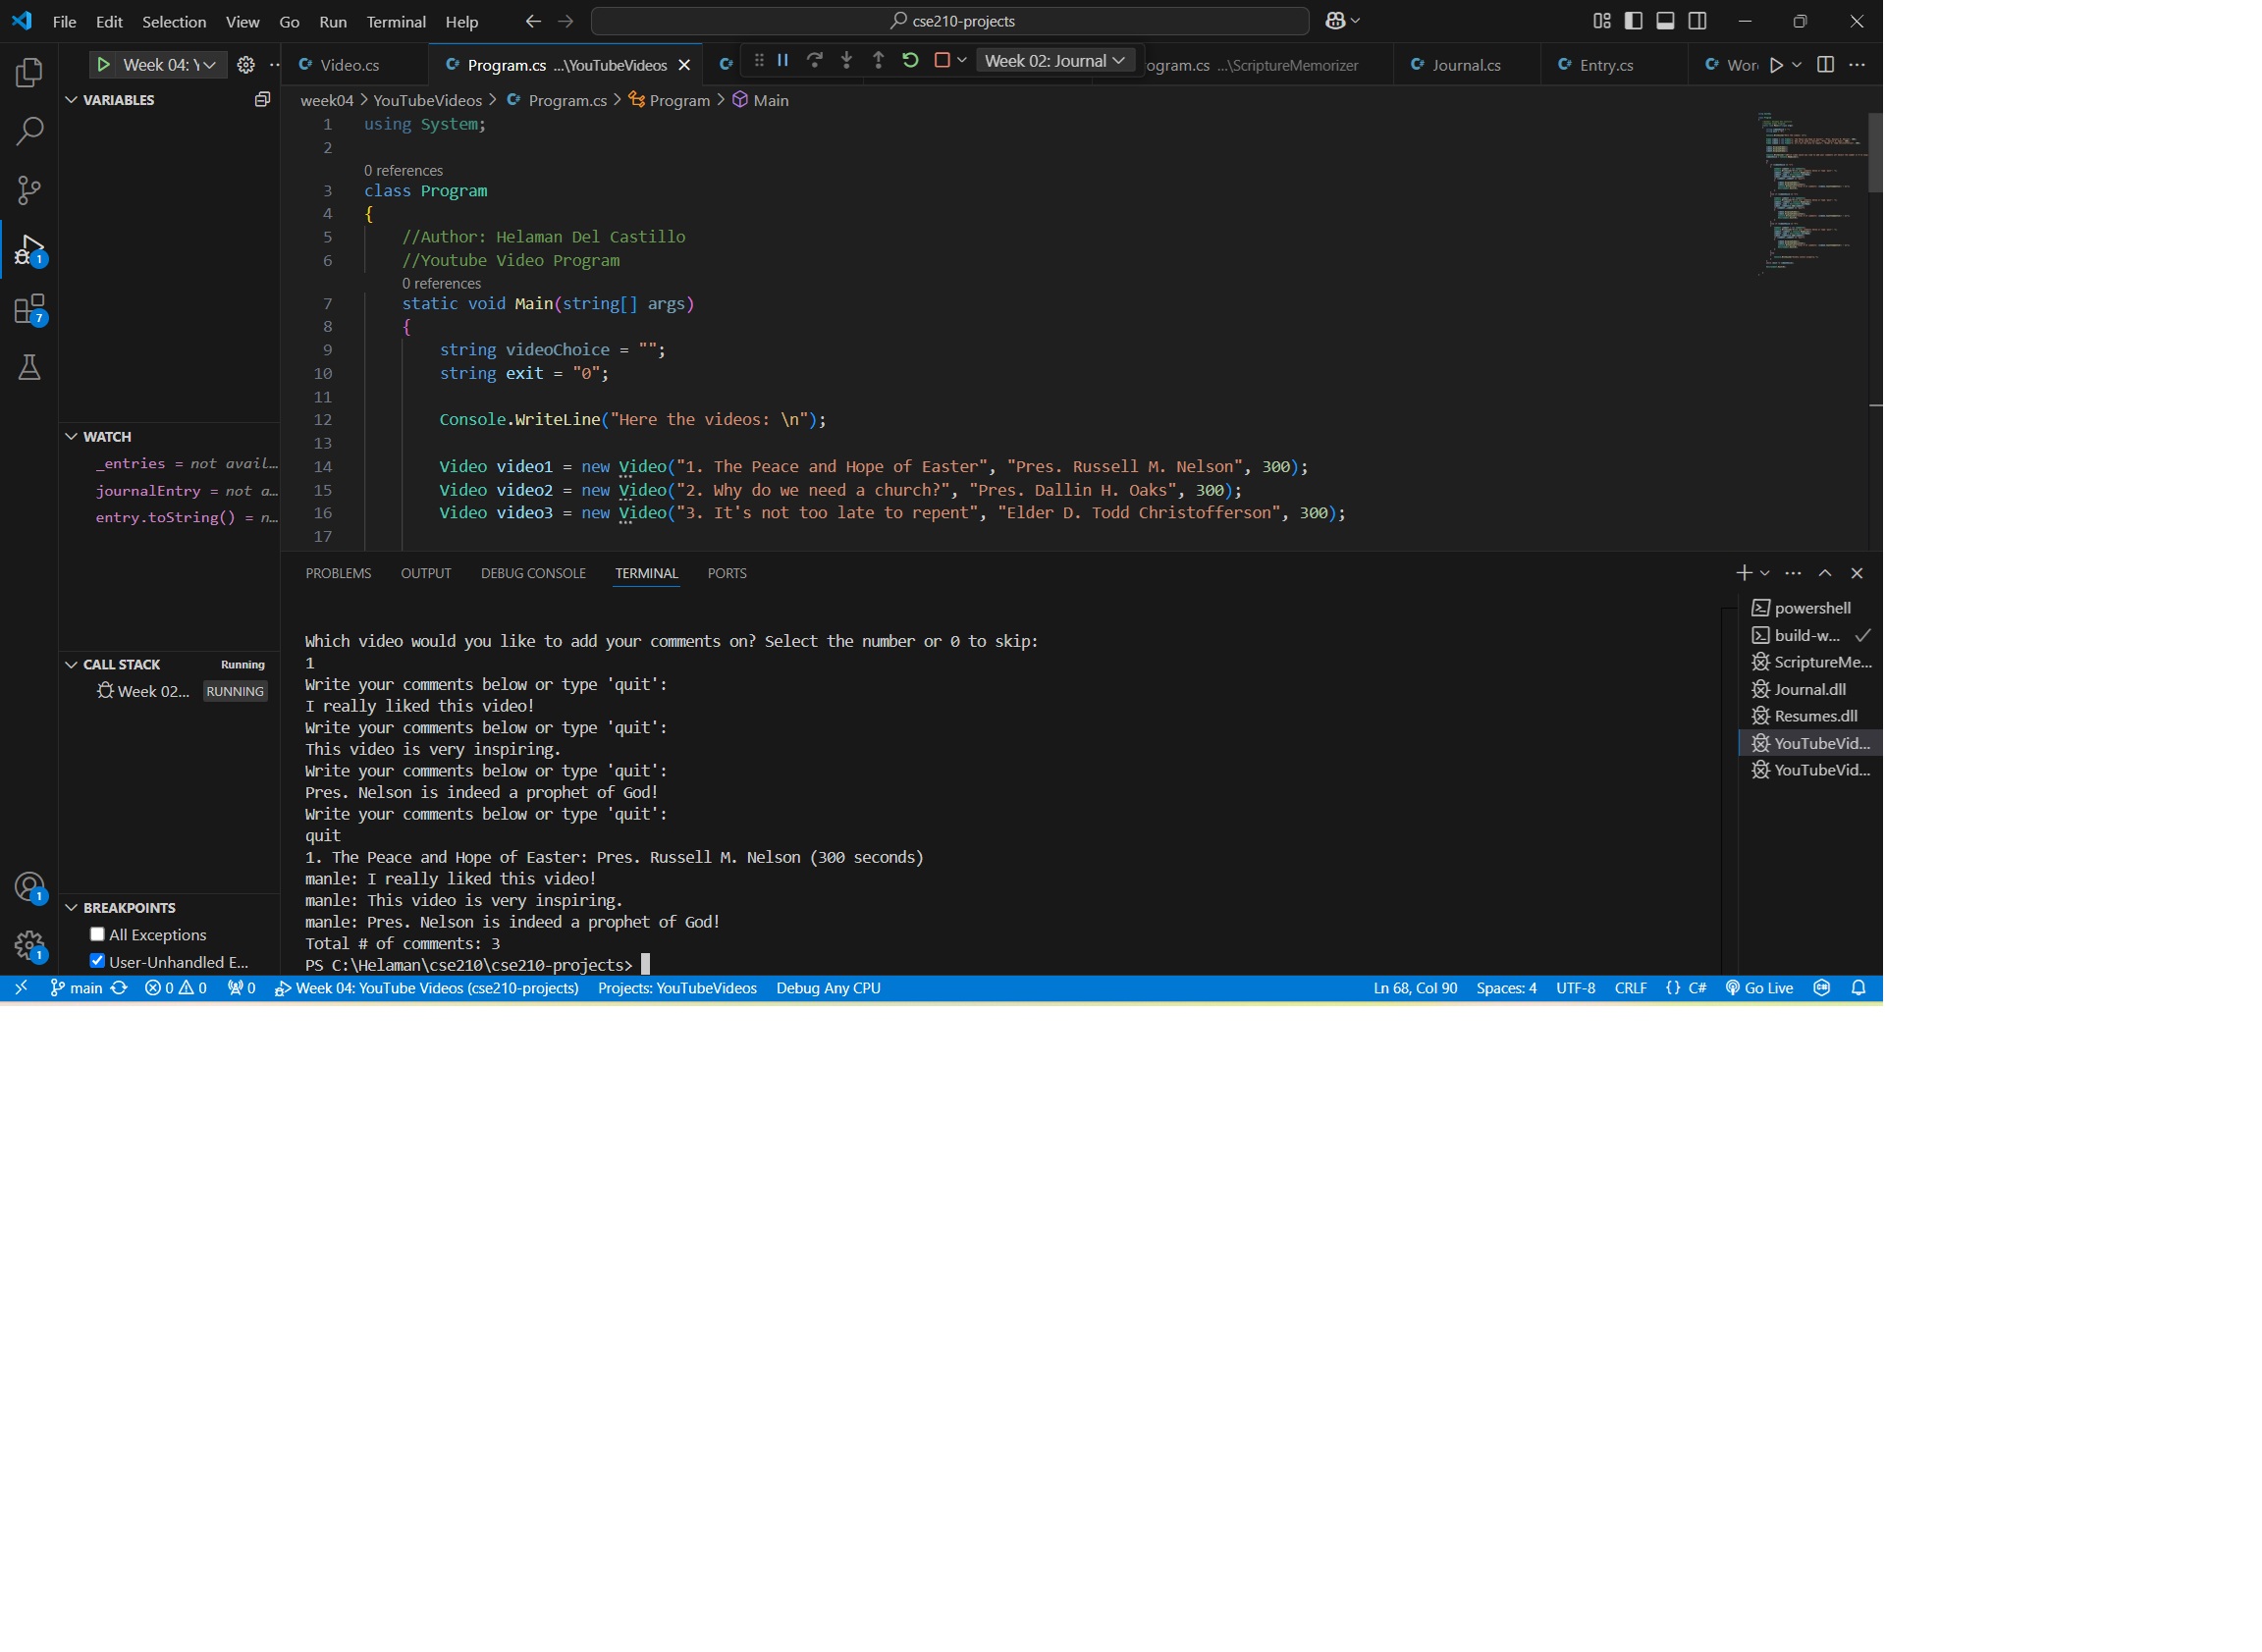 File Edit Selection View Go Run Terminal Help cse210-projects
Week 04: Y Video.cs Program.cs ...\YouTubeVideos Week 02: Journal ogram.cs ...\ScriptureMemorizer Journal.cs Entry.cs Wor
VARIABLES
week04 > YouTubeVideos > Program.cs > Program > Main
1 using System;
2
0 references
3 class Program
4 {
5 //Author: Helaman Del Castillo
6 //Youtube Video Program
0 references
7 static void Main(string[] args)
8 {
9 string videoChoice = "";
10 string exit = "0";
11
12 Console.WriteLine("Here the videos: \n");
13
14 Video video1 = new Video("1. The Peace and Hope of Easter", "Pres. Russell M. Nelson", 300);
15 Video video2 = new Video("2. Why do we need a church?", "Pres. Dallin H. Oaks", 300);
16 Video video3 = new Video("3. It's not too late to repent", "Elder D. Todd Christofferson", 300);
17
WATCH
_entries = not avail...
journalEntry = not a...
entry.toString() = n...
CALL STACK Running
Week 02... RUNNING
BREAKPOINTS
All Exceptions
User-Unhandled E...
1
7
1
1
PROBLEMS OUTPUT DEBUG CONSOLE TERMINAL PORTS
Which video would you like to add your comments on? Select the number or 0 to skip:
1
Write your comments below or type 'quit':
I really liked this video!
Write your comments below or type 'quit':
This video is very inspiring.
Write your comments below or type 'quit':
Pres. Nelson is indeed a prophet of God!
Write your comments below or type 'quit':
quit
1. The Peace and Hope of Easter: Pres. Russell M. Nelson (300 seconds)
manle: I really liked this video!
manle: This video is very inspiring.
manle: Pres. Nelson is indeed a prophet of God!
Total # of comments: 3
PS C:\Helaman\cse210\cse210-projects>
powershell
build-w...
ScriptureMe...
Journal.dll
Resumes.dll
YouTubeVid...
YouTubeVid...
main 0 0 0 Week 04: YouTube Videos (cse210-projects) Projects: YouTubeVideos Debug Any CPU Ln 68, Col 90 Spaces: 4 UTF-8 CRLF {} C# Go Live